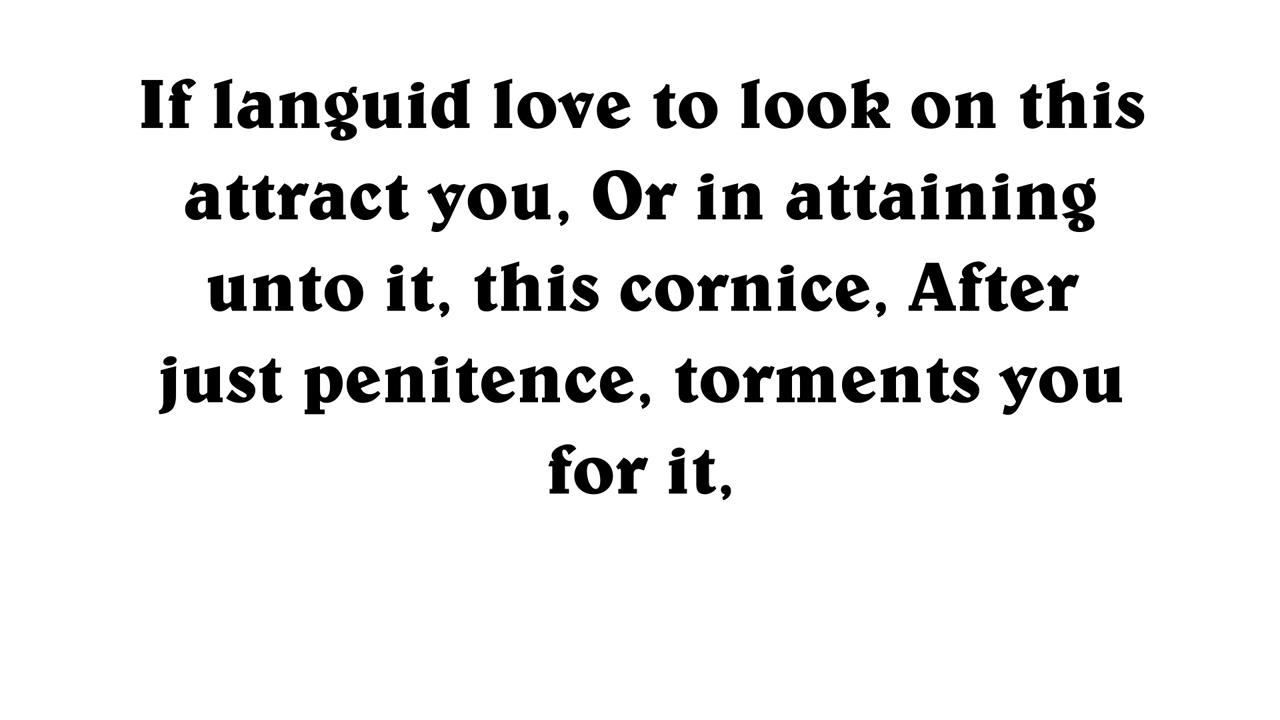 If languid love to look on this
attract you, Or in attaining
unto it, this cornice, After
just penitence, torments you
for it,